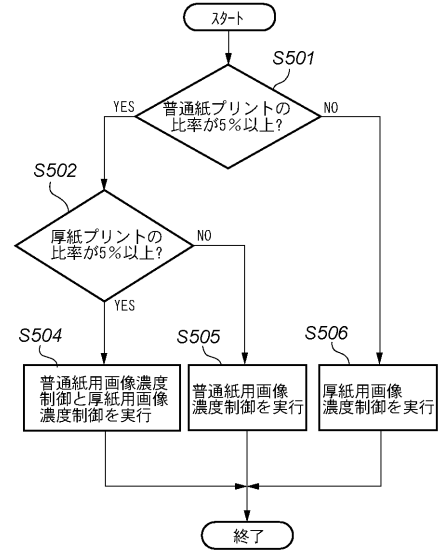 スタート
S501
普通紙プリントの
比率が5%以上?
YES
NO
S502
厚紙プリントの
比率が5%以上?
NO
YES
S504
普通紙用画像濃度
制御と厚紙用画像
濃度制御を実行
S505
普通紙用画像
濃度制御を実行
S506
厚紙用画像
濃度制御を実行
終了